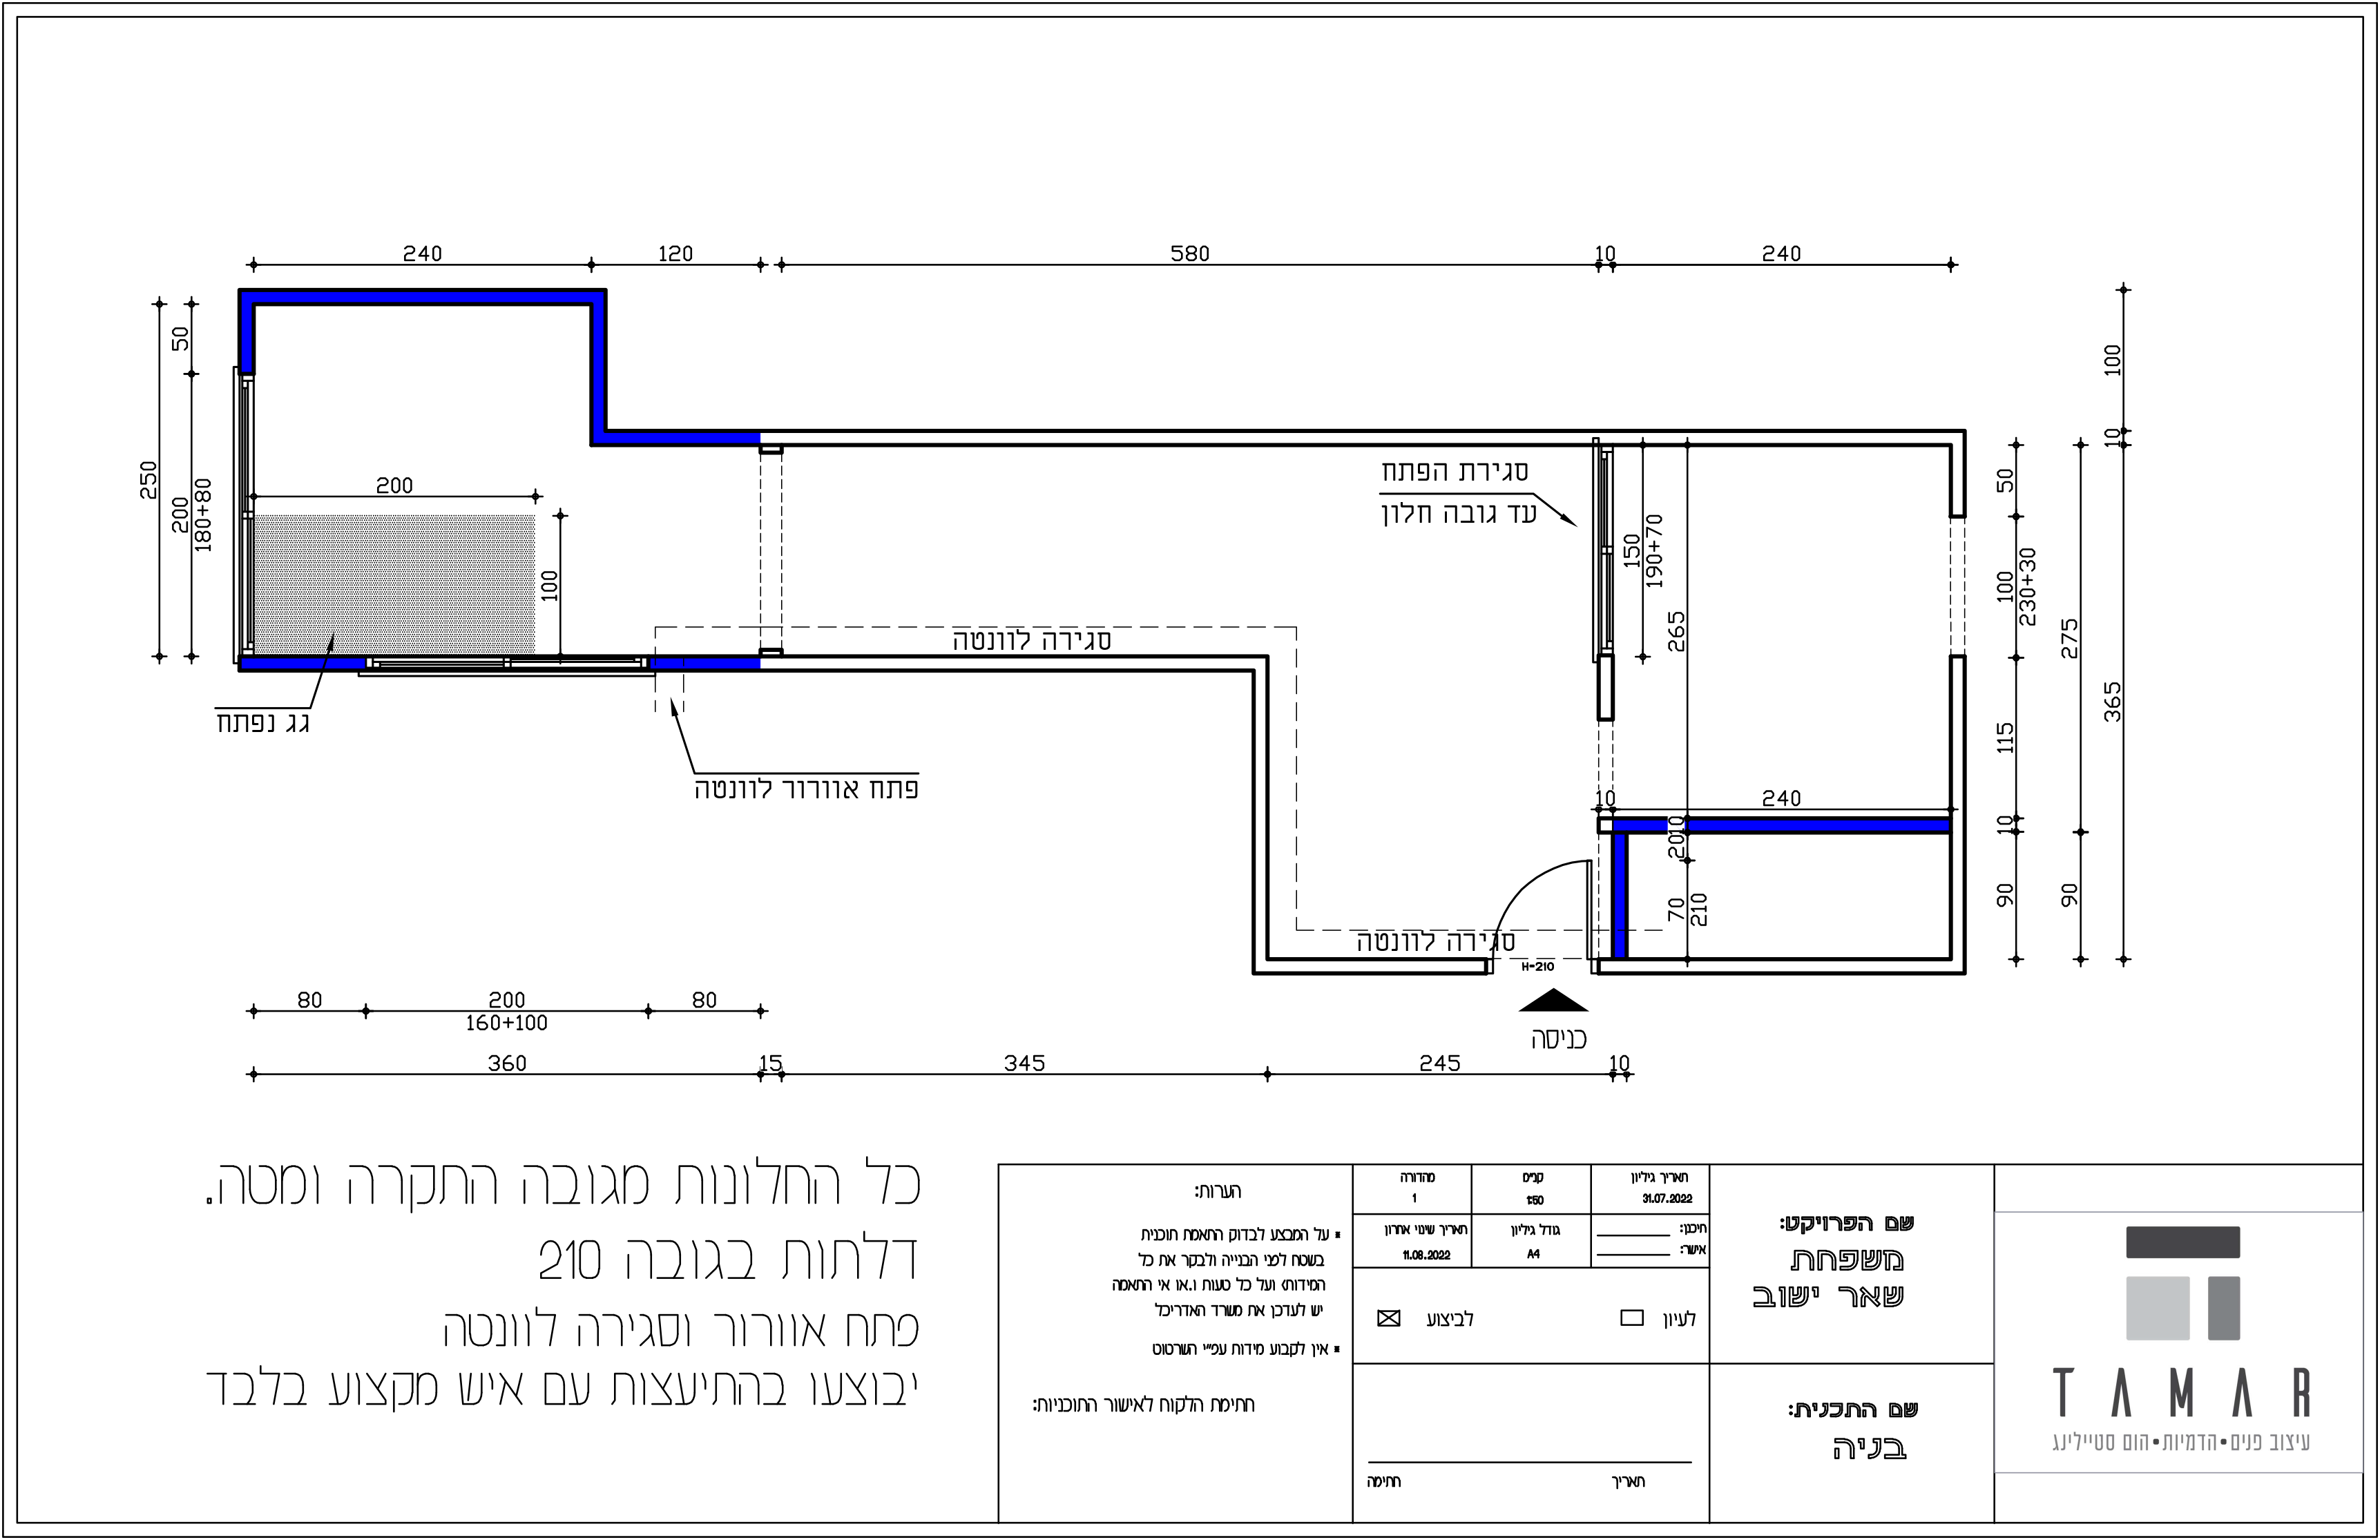 240
120
580
10
240
50
250
200
180+80
200
100
סגירת הפתח
עד גובה חלון
150
190+70
265
100
10
50
100
230+30
275
365
115
סגירה לוונטה
גג נפתח
פתח אוורור לוונטה
10
240
10
20
10
70
210
90
90
סגירה לוונטה
H=210
כניסה
80
200
80
160+100
360
15
345
245
10
כל החלונות מגובה התקרה ומטה.
דלתות בגובה 210
פתח אוורור וסגירה לוונטה
יבוצעו בהתיעצות עם איש מקצוע בלבד
הערות:
על המבצע לבדוק התאמת תוכנית
בשטח לפני הבנייה ולבקר את כל
המידות ועל כל טעות ו.או אי התאמה
יש לעדכן את משרד האדריכל
אין לקבוע מידות עפ"י השרטוט
חתימת הלקוח לאישור התוכניות:
תאריך גיליון
31.07.2022
קנ"מ
1:50
מהדורה
1
תיכנן:
אישר:
גודל גיליון
A4
תאריך שינוי אחרון
11.08.2022
לעיון
לביצוע
תאריך
חתימה
שם הפרויקט:
משפחת
שאר ישוב
שם התכנית:
בניה
TAMAR
עיצוב פנים•הדמיות•הום סטיילינג